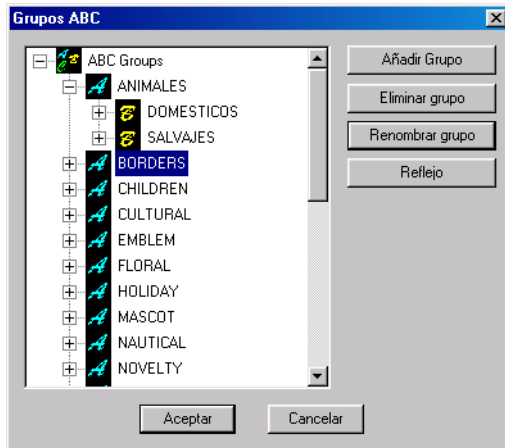 Grupos ABC
ABC Groups
ANIMALES
DOMESTICOS
SALVAJES
BORDERS
CHILDREN
CULTURAL
EMBLEM
FLORAL
HOLIDAY
MASCOT
NAUTICAL
NOVELTY
Añadir Grupo
Eliminar grupo
Renombrar grupo
Reflejo
Aceptar
Cancelar